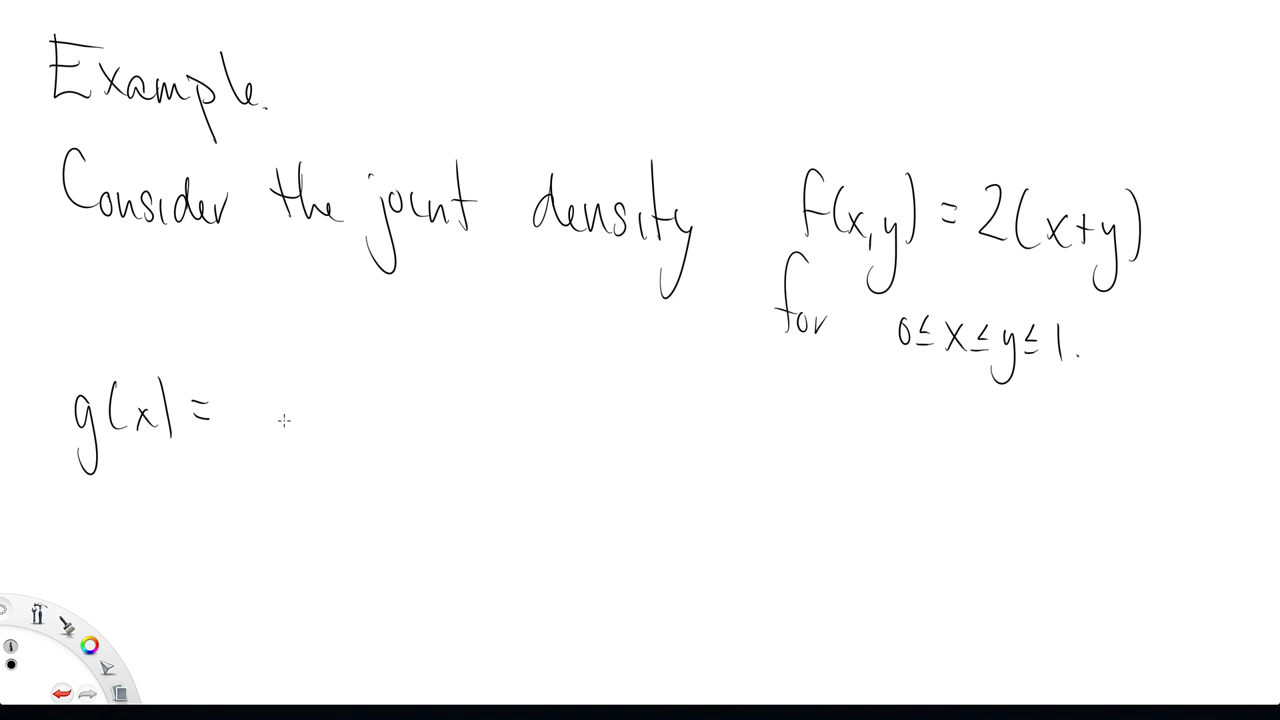 Example.
Consider the joint density f(x,y) = 2(x+y)
for 0≤x≤y≤1.
g(x) =